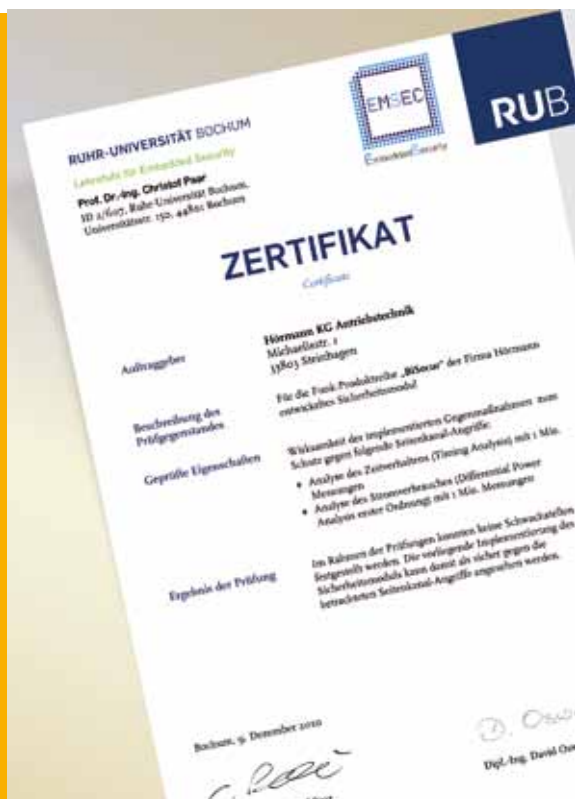 RUHR-UNIVERSITÄT BOCHUM
Lehrstuhl für Embedded Security
Prof. Dr.-Ing. Christof Paar
ID 2/607, Ruhr-Universität Bochum,
Universitätsstr. 150, 44801 Bochum
EMSEC
Embedded Security
RUB
ZERTIFIKAT
Certificate
Auftraggeber
Hörmann KG Antriebstechnik
Michaelisstr. 1
33803 Steinhagen
Beschreibung des
Prüfgegenstandes
Für die Funk-Produktreihe „BiSecur" der Firma Hörmann
entwickeltes Sicherheitsmodul
Geprüfte Eigenschaften
Wirksamkeit der implementierten Gegenmaßnahmen zum
Schutz gegen folgende Seitenkanal-Angriffe:
• Analyse des Zeitverhaltens (Timing Analysis) mit 1 Mio.
Messungen
• Analyse des Stromverbrauches (Differential Power
Analysis erster Ordnung) mit 1 Mio. Messungen
Ergebnis der Prüfung
Im Rahmen der Prüfungen konnten keine Schwachstellen
festgestellt werden. Die vorliegende Implementierung des
Sicherheitsmoduls kann damit als sicher gegen die
betrachteten Seitenkanal-Angriffe angesehen werden.
Bochum, 9. Dezember 2010
Dipl.-Ing. David